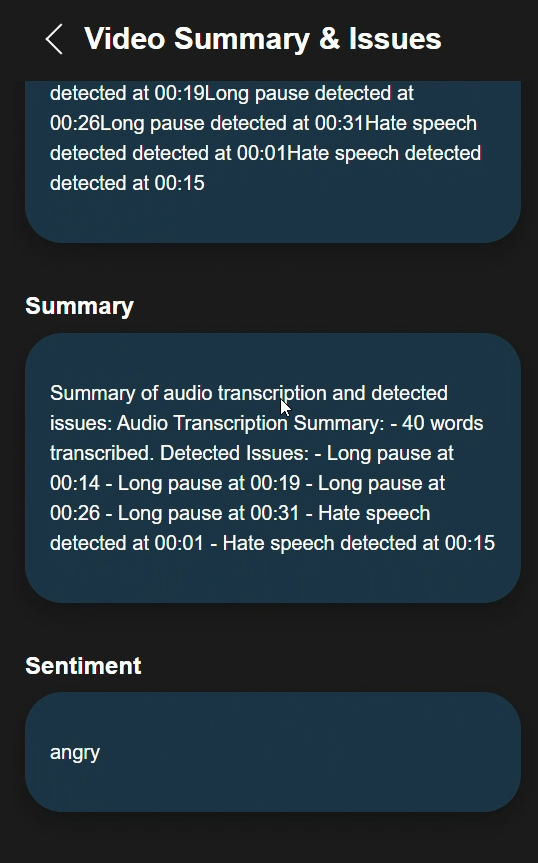 Video Summary & Issues
detected at 00:19Long pause detected at
00:26Long pause detected at 00:31Hate speech
detected detected at 00:01Hate speech detected
detected at 00:15
Summary
Summary of audio transcription and detected
issues: Audio Transcription Summary: - 40 words
transcribed. Detected Issues: - Long pause at
00:14 - Long pause at 00:19 - Long pause at
00:26 - Long pause at 00:31 - Hate speech
detected at 00:01 - Hate speech detected at 00:15
Sentiment
angry